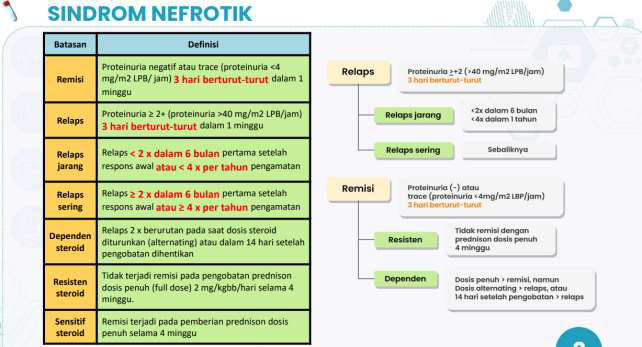 SINDROM NEFROTIK
Batasan
Definisi
Remisi
Proteinuria negatif atau trace (proteinuria <4
mg/m2 LPB/ jam) 3 hari berturut-turut dalam 1
minggu
Relaps
Proteinuria ≥ 2+ (proteinuria >40 mg/m2 LPB/jam)
3 hari berturut-turut dalam 1 minggu
Relaps
jarang
Relaps < 2 x dalam 6 bulan pertama setelah
respons awal atau < 4 x per tahun pengamatan
Relaps
sering
Relaps ≥ 2 x dalam 6 bulan pertama setelah
respons awal atau ≥ 4 x per tahun pengamatan
Dependen
steroid
Relaps 2 x berurutan pada saat dosis steroid
diturunkan (alternating) atau dalam 14 hari setelah
pengobatan dihentikan
Resisten
steroid
Tidak terjadi remisi pada pengobatan prednison
dosis penuh (full dose) 2 mg/kgbb/hari selama 4
minggu.
Sensitif
steroid
Remisi terjadi pada pemberian prednison dosis
penuh selama 4 minggu
Relaps
Proteinuria >+2 (>40 mg/m2 LPB/jam)
3 hari berturut-turut
Relaps jarang
<2x dalam 6 bulan
<4x dalam 1 tahun
Relaps sering
Sebaliknya
Remisi
Proteinuria (-) atau
trace (proteinuria <4mg/m2 LBP/jam)
3 hari berturut-turut
Resisten
Tidak remisi dengan
prednison dosis penuh
4 minggu
Dependen
Dosis penuh > remisi, namun
Dosis alternating > relaps, atau
14 hari setelah pengobatan > relaps